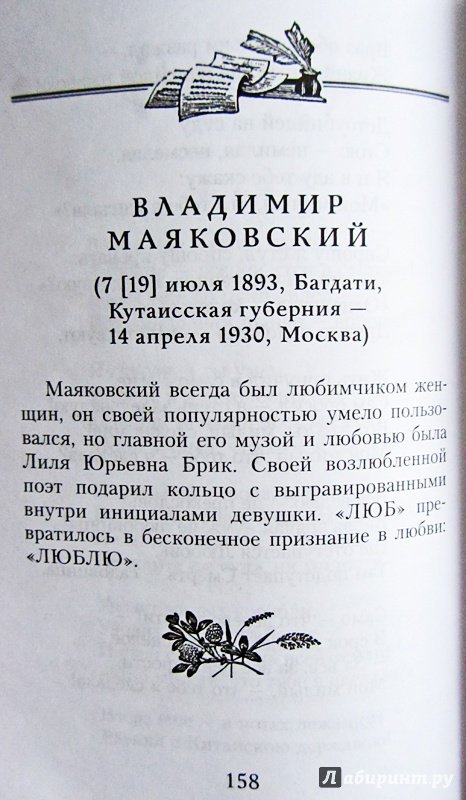 ВЛАДИМИР
МАЯКОВСКИЙ
(7 [19] июля 1893, Багдати,
Кутаисская губерния —
14 апреля 1930, Москва)
Маяковский всегда был любимчиком жен-
щин, он своей популярностью умело пользо-
вался, но главной его музой и любовью была
Лиля Юрьевна Брик. Своей возлюбленной
поэт подарил кольцо с выгравированными
внутри инициалами девушки. «ЛЮБ» пре-
вратилось в бесконечное признание в любви:
«ЛЮБЛЮ».
158
Лабиринт.ру